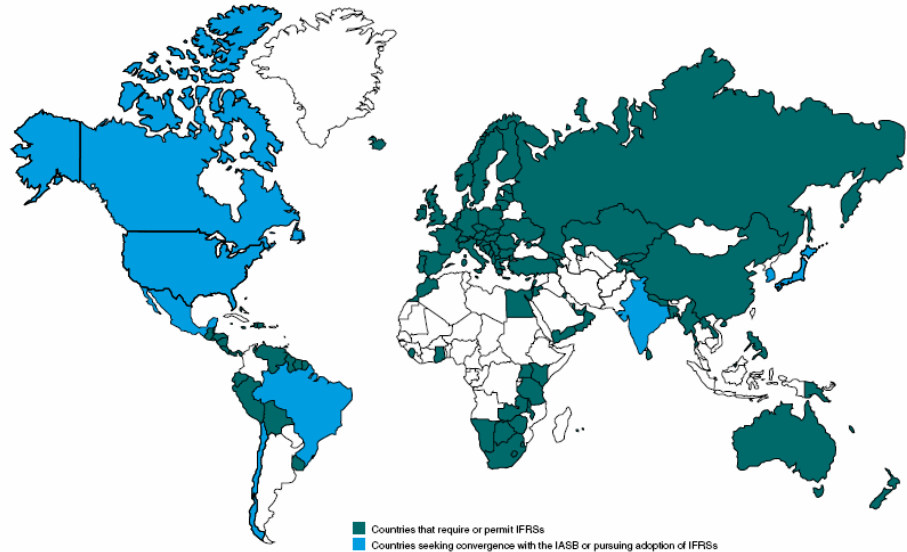 Countries that require or permit IFRSs
Countries seeking convergence with the IASB or pursuing adoption of IFRSs